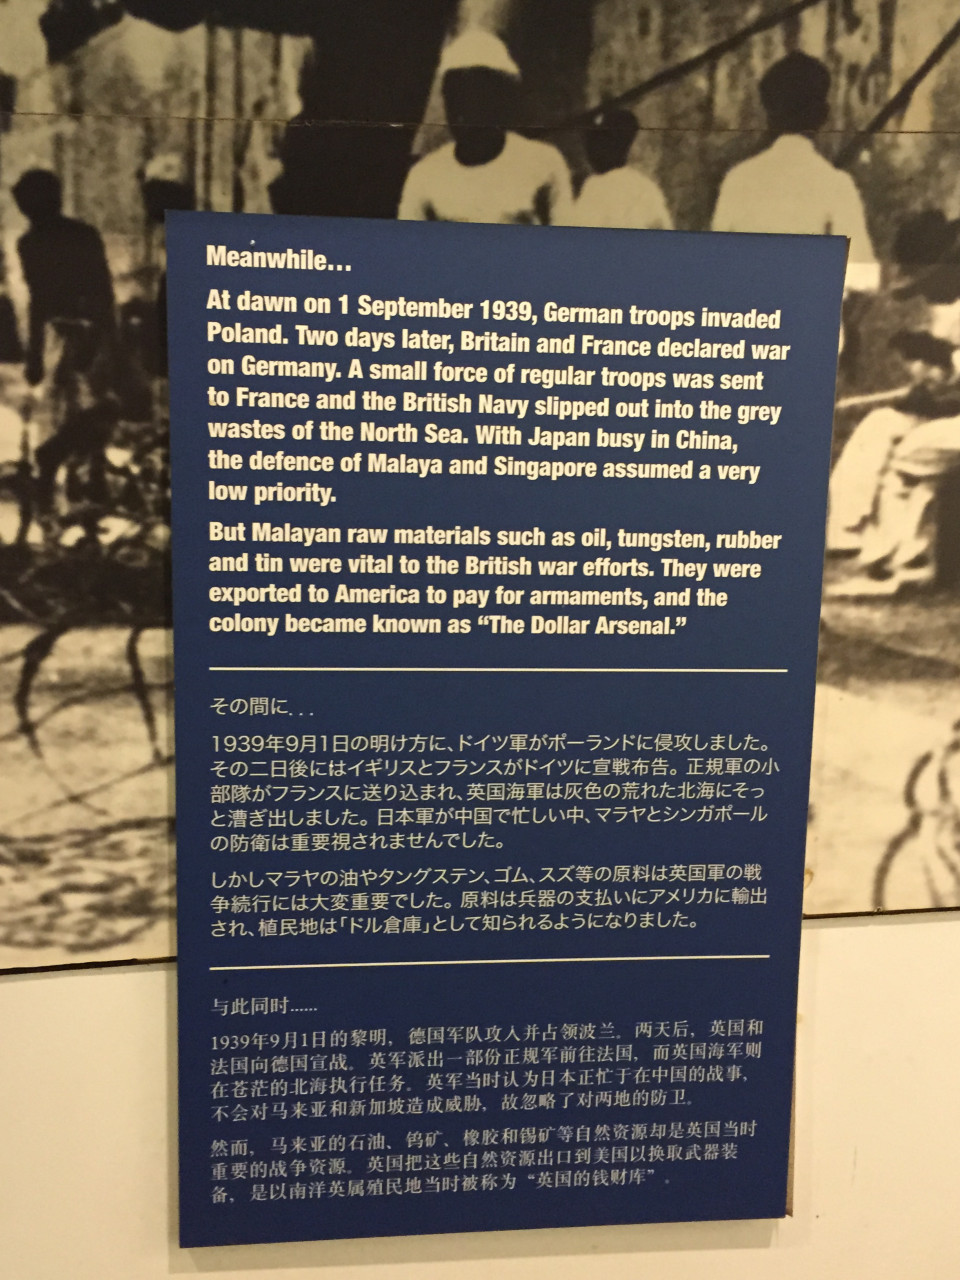 Meanwhile...
At dawn on 1 September 1939, German troops invaded
Poland. Two days later, Britain and France declared war
on Germany. A small force of regular troops was sent
to France and the British Navy slipped out into the grey
wastes of the North Sea. With Japan busy in China,
the defence of Malaya and Singapore assumed a very
low priority.
But Malayan raw materials such as oil, tungsten, rubber
and tin were vital to the British war efforts. They were
exported to America to pay for armaments, and the
colony became known as “The Dollar Arsenal.”
その間に...
1939年9月1日の明け方に、ドイツ軍がポーランドに侵攻しました。
その二日後にはイギリスとフランスがドイツに宣戦布告。正規軍の小
部隊がフランスに送り込まれ、英国海軍は灰色の荒れた北海にそっ
と漕ぎ出しました。日本軍が中国で忙しい中、マラヤとシンガポール
の防衛は重要視されませんでした。
しかしマラヤの油やタングステン、ゴム、スズ等の原料は英国軍の戦
争続行には大変重要でした。原料は兵器の支払いにアメリカに輸出
され、植民地は「ドル倉庫」として知られるようになりました。
与此同时......
1939年9月1日的黎明，德国军队攻入并占领波兰。两天后，英国和
法国向德国宣战。英军派出一部份正规军前往法国，而英国海军则
在苍茫的北海执行任务。英军当时认为日本正忙于在中国的战事，
不会对马来亚和新加坡造成威胁，故忽略了对两地的防卫。
然而，马来亚的石油、钨矿、橡胶和锡矿等自然资源却是英国当时
重要的战争资源。英国把这些自然资源出口到美国以换取武器装
备，是以南洋英属殖民地当时被称为“英国的钱财库”。